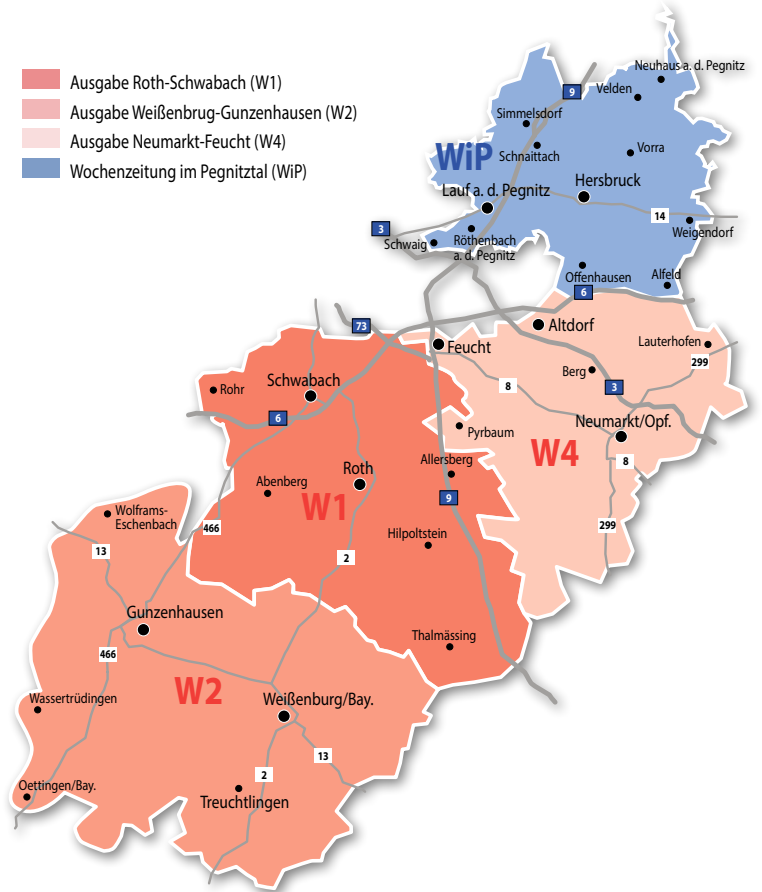 Ausgabe Roth-Schwabach (W1)
Ausgabe Weißenbrug-Gunzenhausen (W2)
Ausgabe Neumarkt-Feucht (W4)
Wochenzeitung im Pegnitztal (WiP)
Neuhaus a. d. Pegnitz
9
Velden
Simmelsdorf
WiP
Schnaittach
Vorra
Lauf a. d. Pegnitz
Hersbruck
14
3
Schwaig
Röthenbach
a. d. Pegnitz
Weigendorf
Offenhausen
Alfeld
6
73
Altdorf
Feucht
Lauterhofen
299
Berg
8
3
Schwabach
Rohr
6
Neumarkt/Opf.
Pyrbaum
W4
8
Allersberg
Roth
Abenberg
9
W1
Wolframs-
Eschenbach
466
299
13
Hilpoltstein
2
Gunzenhausen
Thalmässing
466
W2
Wassertrüdingen
Weißenburg/Bay.
13
2
Oettingen/Bay.
Treuchtlingen